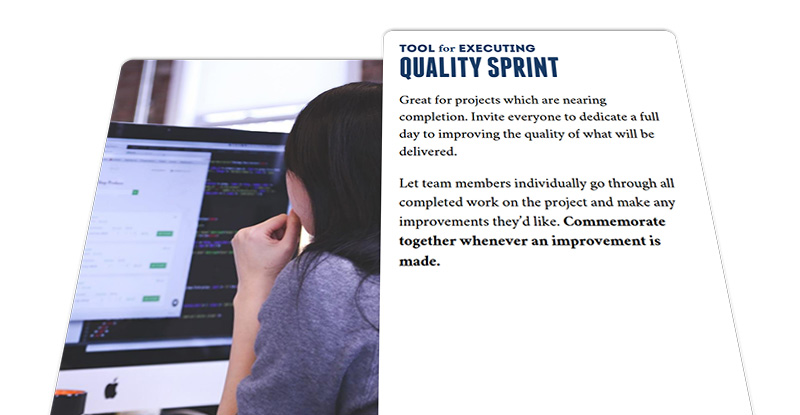 TOOL for EXECUTING
QUALITY SPRINT
Great for projects which are nearing
completion. Invite everyone to dedicate a full
day to improving the quality of what will be
delivered.
Let team members individually go through all
completed work on the project and make any
improvements they'd like. Commemorate
together whenever an improvement is
made.